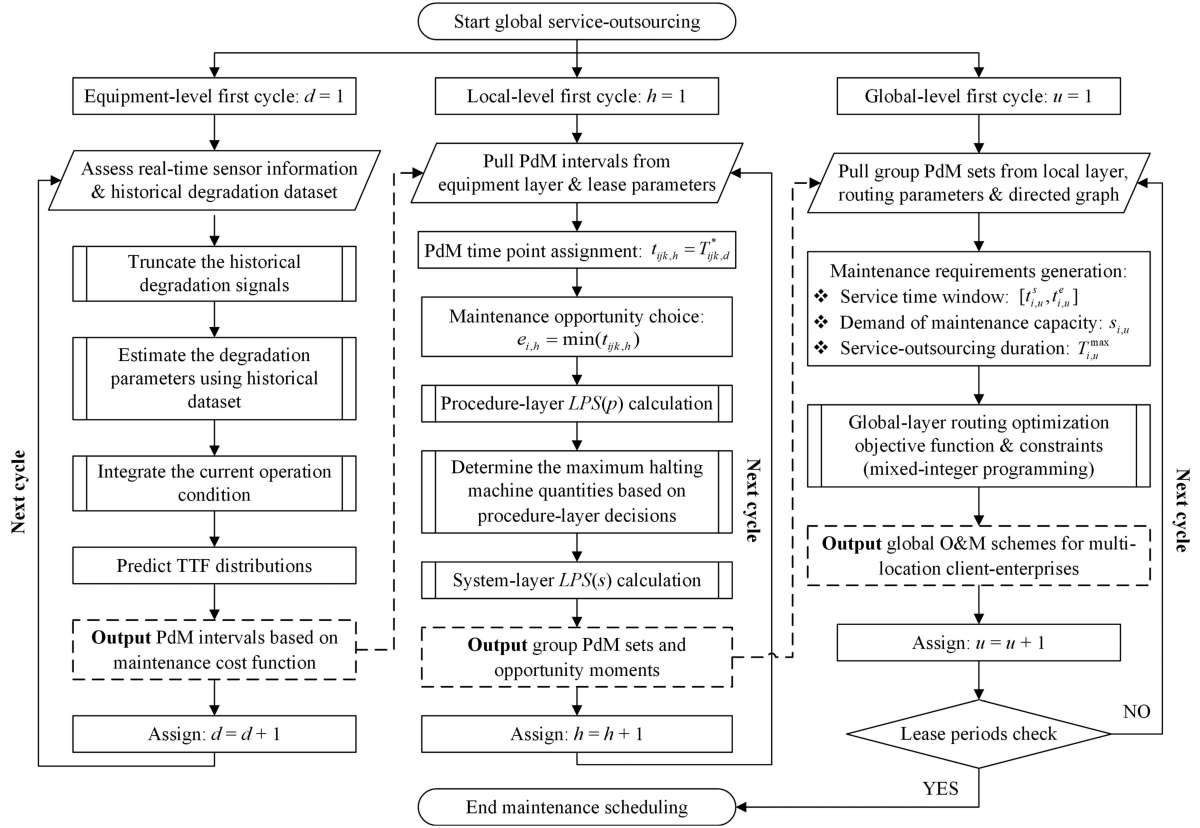 Start global service-outsourcing
Equipment-level first cycle: d = 1
Assess real-time sensor information
& historical degradation dataset
Truncate the historical
degradation signals
Estimate the degradation
parameters using historical
dataset
Integrate the current operation
condition
Predict TTF distributions
Output PdM intervals based on
maintenance cost function
Assign: d = d + 1
Next cycle
Local-level first cycle: h = 1
Pull PdM intervals from
equipment layer & lease parameters
PdM time point assignment: t_{ijk,h} = T^*_{ijk,d}
Maintenance opportunity choice:
e_{i,h} = min(t_{ijk,h})
Procedure-layer LPS(p) calculation
Determine the maximum halting
machine quantities based on
procedure-layer decisions
System-layer LPS(s) calculation
Output group PdM sets and
opportunity moments
Assign: h = h + 1
Next cycle
Global-level first cycle: u = 1
Pull group PdM sets from local layer,
routing parameters & directed graph
Maintenance requirements generation:
❖ Service time window: [t^s_{i,u}, t^e_{i,u}]
❖ Demand of maintenance capacity: s_{i,u}
❖ Service-outsourcing duration: T^{max}_{i,u}
Global-layer routing optimization
objective function & constraints
(mixed-integer programming)
Output global O&M schemes for multi-
location client-enterprises
Assign: u = u + 1
Lease periods check
NO
Next cycle
YES
End maintenance scheduling